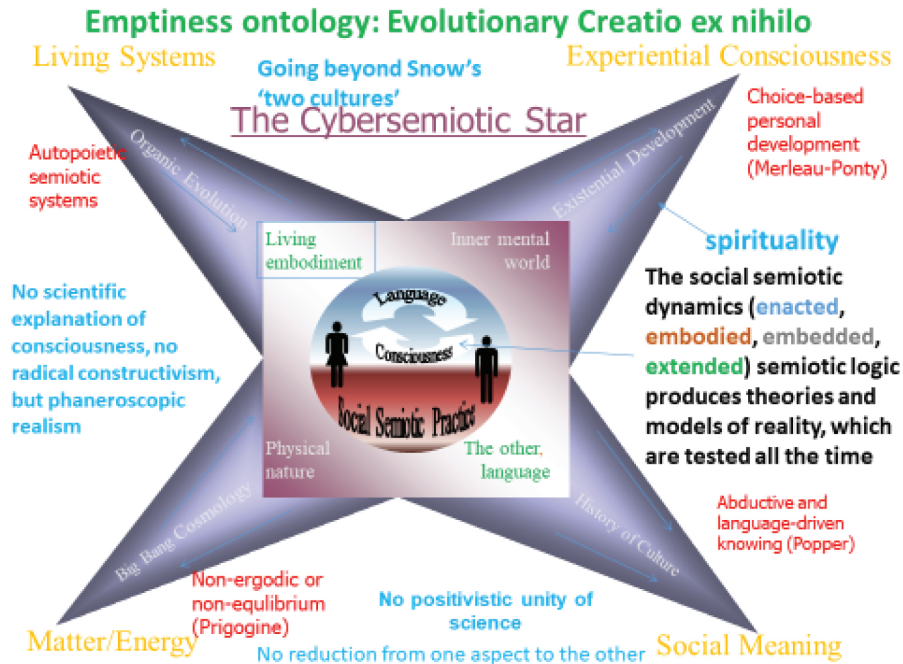 Emptiness ontology: Evolutionary Creatio ex nihilo
Living Systems
Experiential Consciousness
Going beyond Snow's
'two cultures'
The Cybersemiotic Star
Choice-based
personal
development
(Merleau-Ponty)
Autopoietic
semiotic
systems
Organic Evolution
Existential Development
Living
embodiment
Inner mental
world
spirituality
Language
Consciousness
Social Semiotic Practice
No scientific
explanation of
consciousness, no
radical constructivism,
but phaneroscopic
realism
The social semiotic
dynamics (enacted,
embodied, embedded,
extended) semiotic logic
produces theories and
models of reality, which
are tested all the time
Physical
nature
The other,
language
Big Bang Cosmology
History of Culture
Abductive and
language-driven
knowing (Popper)
Non-ergodic or
non-equlibrium
(Prigogine)
No positivistic unity of
science
Matter/Energy
Social Meaning
No reduction from one aspect to the other